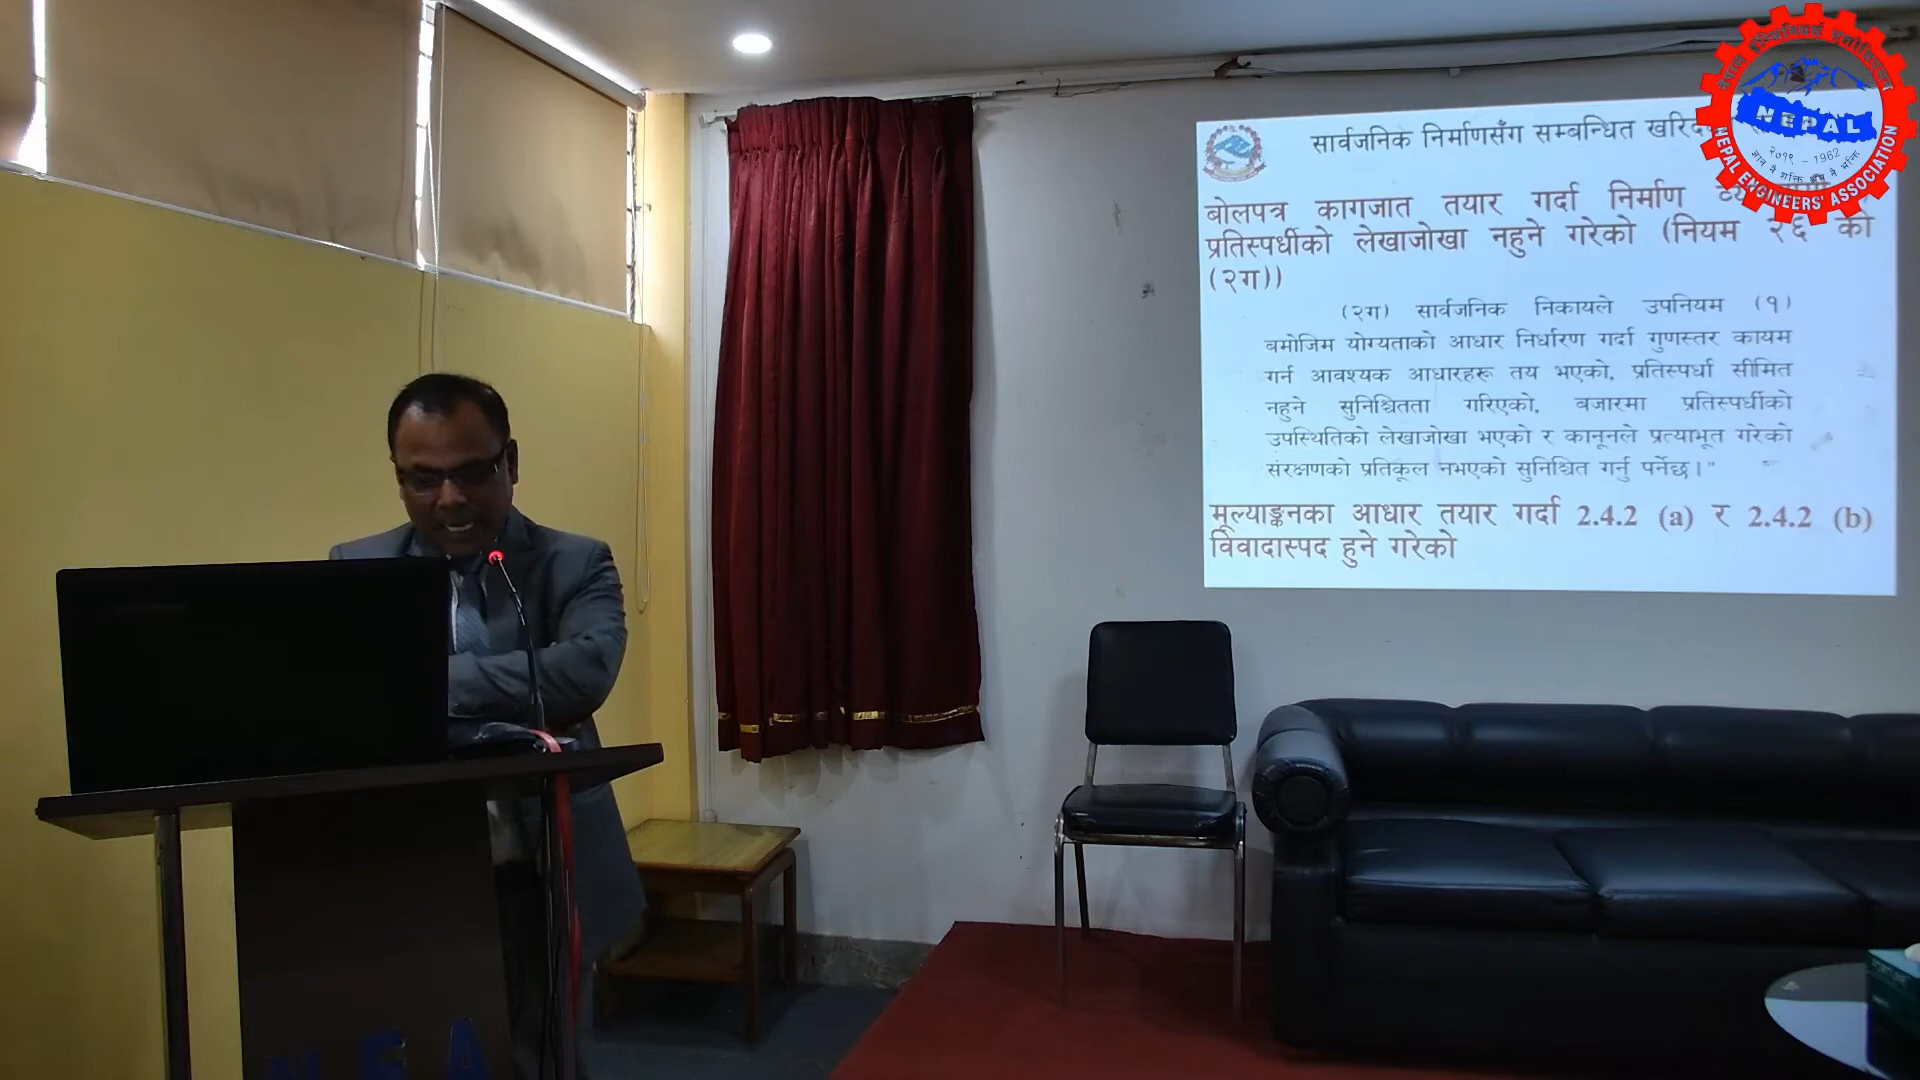 सार्वजनिक निर्माणसँग सम्बन्धित
बोलपत्र कागजात तयार गर्दा निर्माण
प्रतिस्पर्धीको लेखाजोखा नहुने गरेको (नियम २६ को
(२ग))
(२ग) सार्वजनिक निकायले उपनियम (१)
बमोजिम योग्यताको आधार निर्धारण गर्दा गुणस्तर कायम
गर्न आवश्यक आधारहरू तय भएको, प्रतिस्पर्धा सीमित
नहुने सुनिश्चितता गरिएको, बजारमा प्रतिस्पर्धीको
उपस्थितिको लेखाजोखा भएको र कानूनले प्रत्याभूत गरेको
संरक्षणको प्रतिकूल नभएको सुनिश्चित गर्नु पर्नेछ।"
मूल्याङ्कनका आधार तयार गर्दा 2.4.2 (a) र 2.4.2 (b)
विवादास्पद हुने गरेको
NEPAL
२०१९ - 1962
NEPAL ENGINEERS' ASSOCIATION
NEA